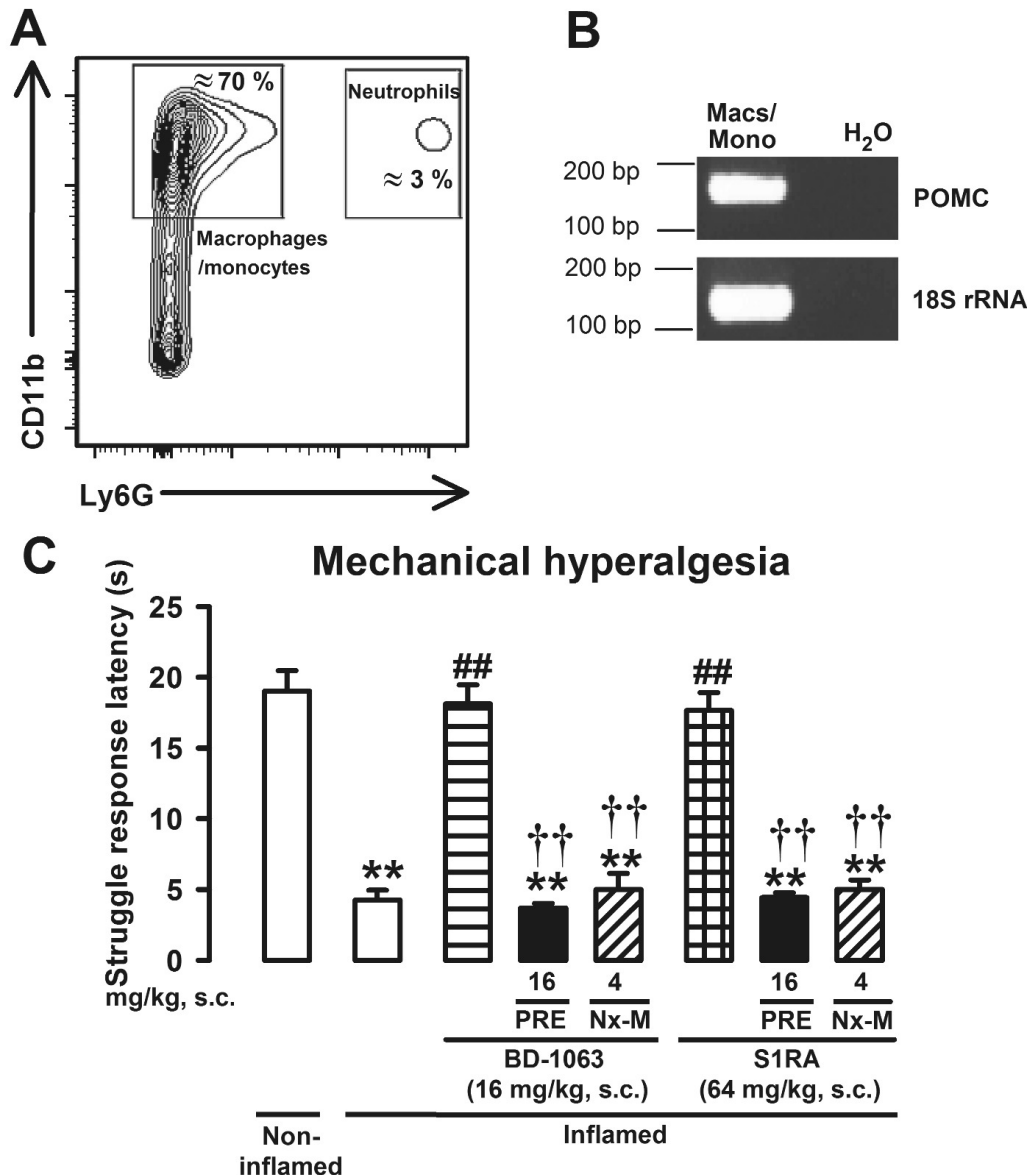 A
CD11b
≈ 70 %
Neutrophils
≈ 3 %
Macrophages
/monocytes
Ly6G
B
Macs/
Mono
H₂O
200 bp
100 bp
POMC
200 bp
100 bp
18S rRNA
C
Mechanical hyperalgesia
Struggle response latency (s)
25
20
15
10
5
0
**
##
††
**
††
**
##
††
**
††
**
mg/kg, s.c.
16
4
16
4
PRE
Nx-M
PRE
Nx-M
BD-1063
(16 mg/kg, s.c.)
S1RA
(64 mg/kg, s.c.)
Non-
inflamed
Inflamed